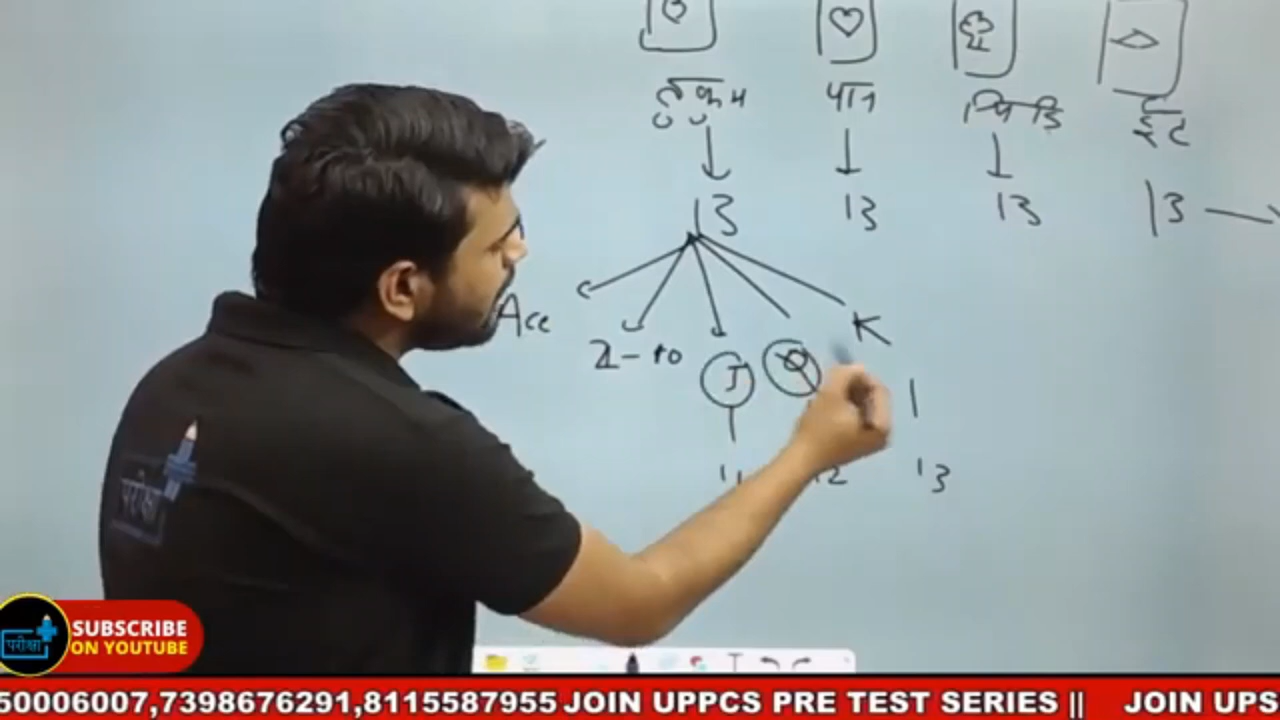 हुकुम पान चिड़ि ईंट
13 13 13 13
Ace 2-10 J Q K
11 12 13
परीक्षा
परीक्षा
SUBSCRIBE
ON YOUTUBE
50006007,7398676291,8115587955 JOIN UPPCS PRE TEST SERIES || JOIN UPS